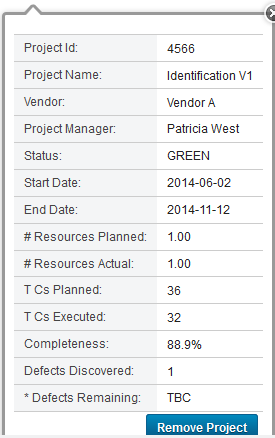 Project Id: 4566
Project Name: Identification V1
Vendor: Vendor A
Project Manager: Patricia West
Status: GREEN
Start Date: 2014-06-02
End Date: 2014-11-12
# Resources Planned: 1.00
# Resources Actual: 1.00
T Cs Planned: 36
T Cs Executed: 32
Completeness: 88.9%
Defects Discovered: 1
* Defects Remaining: TBC
Remove Project